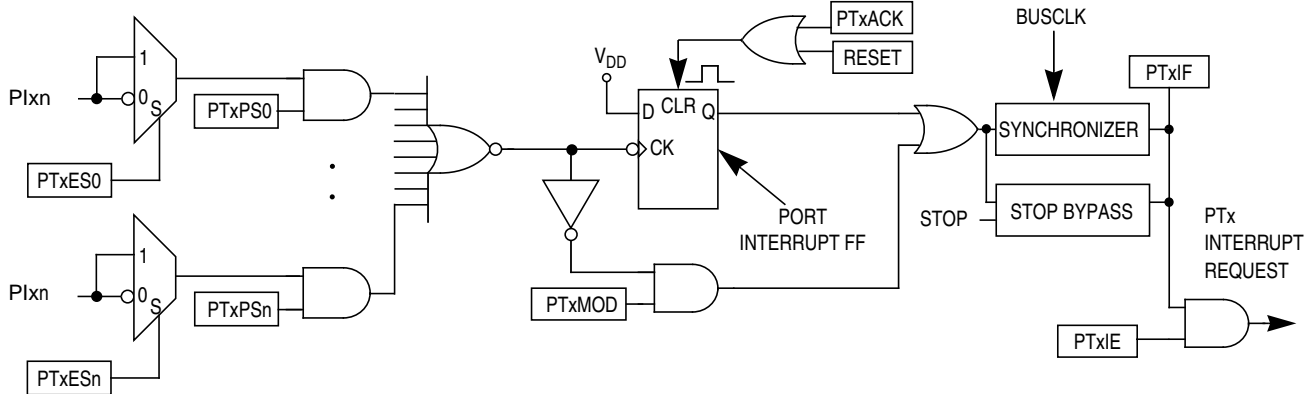 BUSCLK
PTxACK
RESET
VDD
PTxIF
PIxn
1
0
S
PTxPS0
D CLR Q
CK
SYNCHRONIZER
PTxES0
STOP BYPASS
STOP
PORT
INTERRUPT FF
PTx
INTERRUPT
REQUEST
PIxn
1
0
S
PTxPSn
PTxMOD
PTxIE
PTxESn